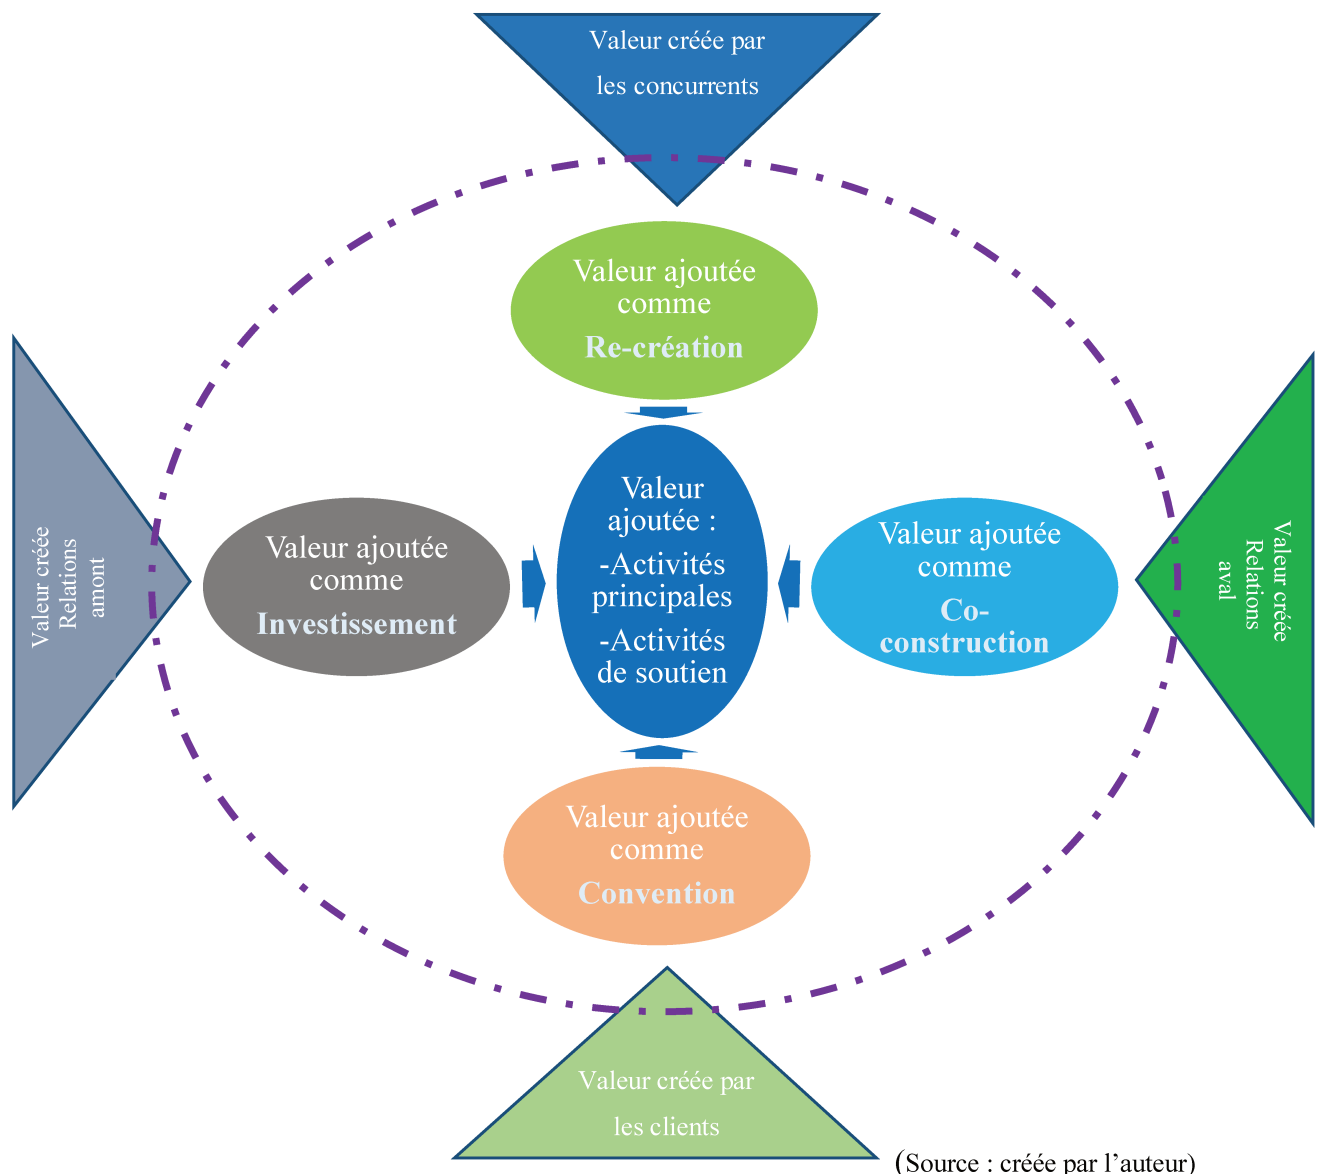 Valeur créée par
les concurrents
Valeur ajoutée
comme
Re-création
Valeur créée
Relations
amont
Valeur ajoutée
comme
Investissement
Valeur
ajoutée :
-Activités
principales
-Activités
de soutien
Valeur ajoutée
comme
Co-
construction
Valeur créée
Relations
aval
Valeur ajoutée
comme
Convention
Valeur créée par
les clients
(Source : créée par l’auteur)